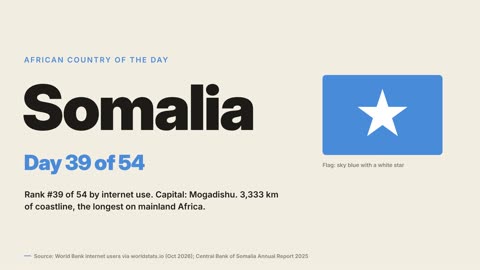 AFRICAN COUNTRY OF THE DAY
Somalia
Day 39 of 54
Rank #39 of 54 by internet use. Capital: Mogadishu. 3,333 km
of coastline, the longest on mainland Africa.
Flag: sky blue with a white star
Source: World Bank internet users via worldstats.io (Oct 2026); Central Bank of Somalia Annual Report 2025